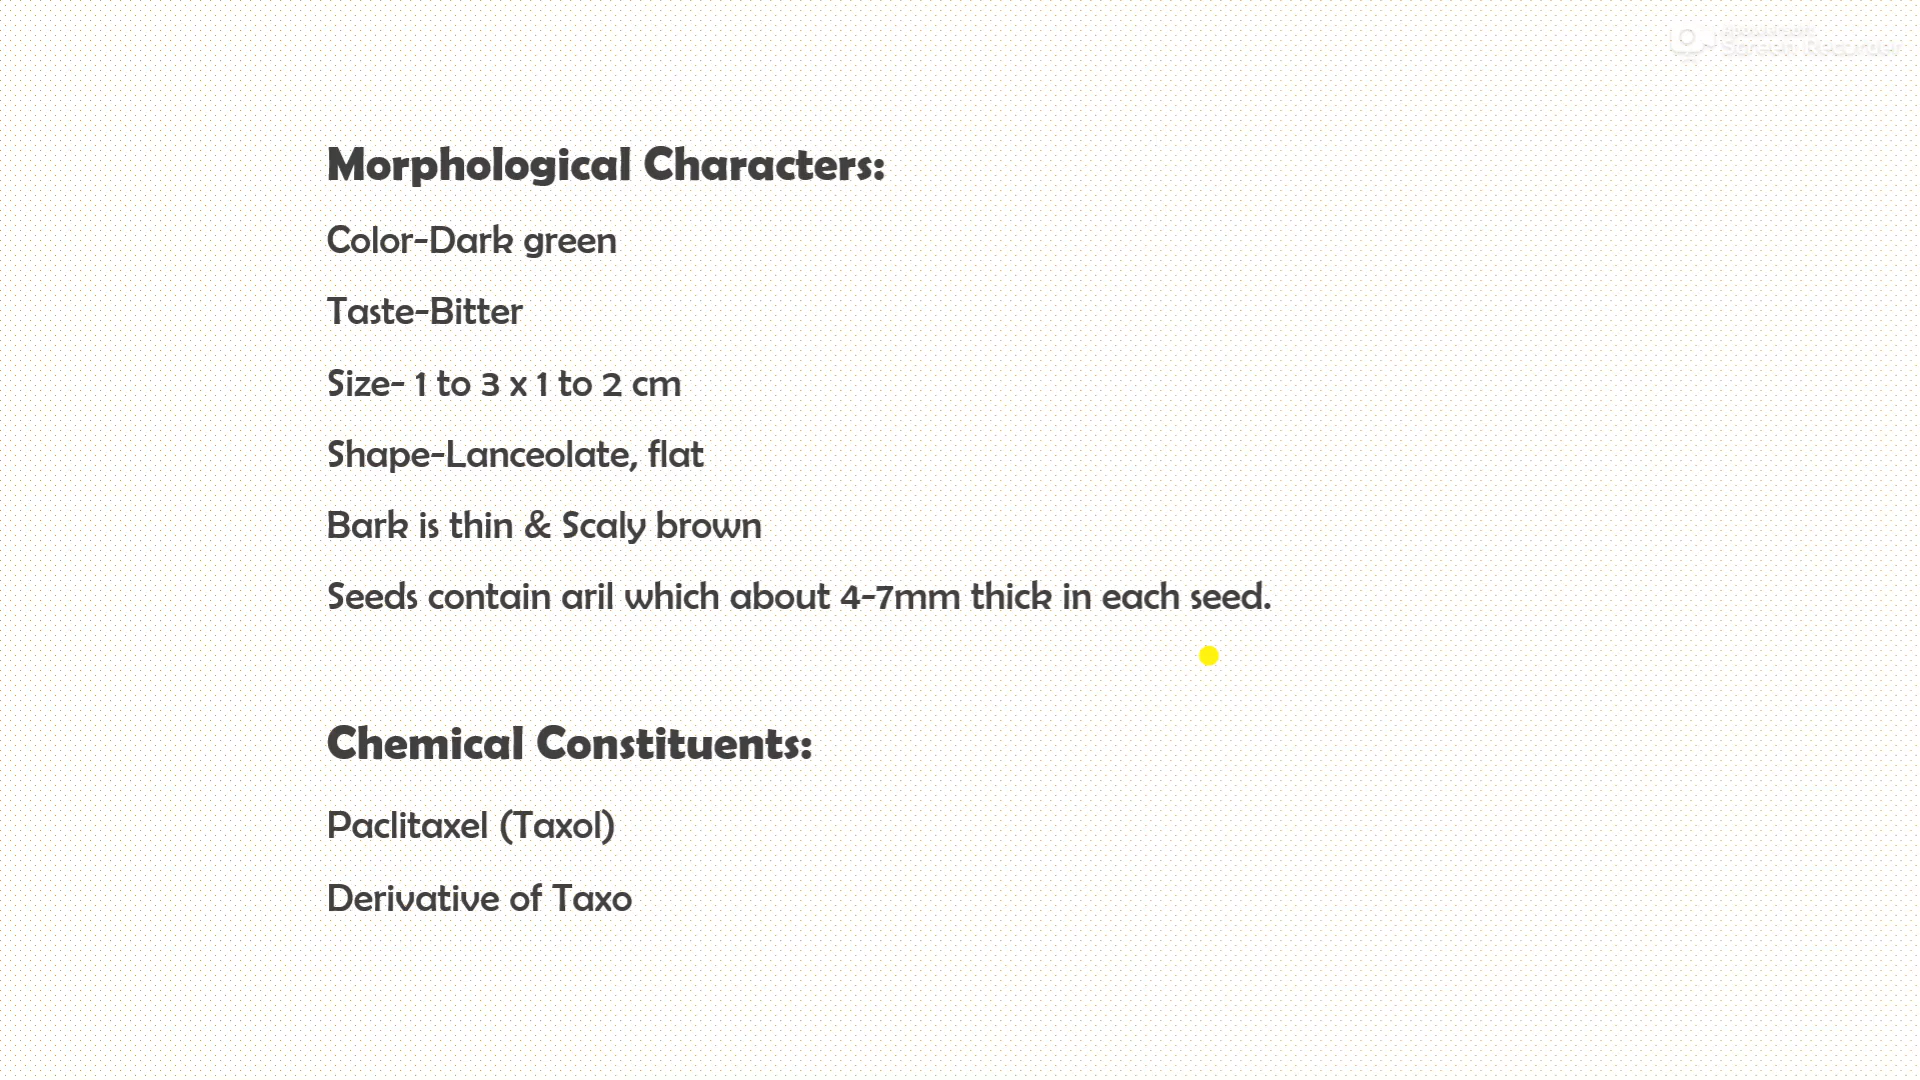 Screen Recorder
Morphological Characters:
Color-Dark green
Taste-Bitter
Size- 1 to 3 x 1 to 2 cm
Shape-Lanceolate, flat
Bark is thin & Scaly brown
Seeds contain aril which about 4-7mm thick in each seed.
Chemical Constituents:
Paclitaxel (Taxol)
Derivative of Taxo